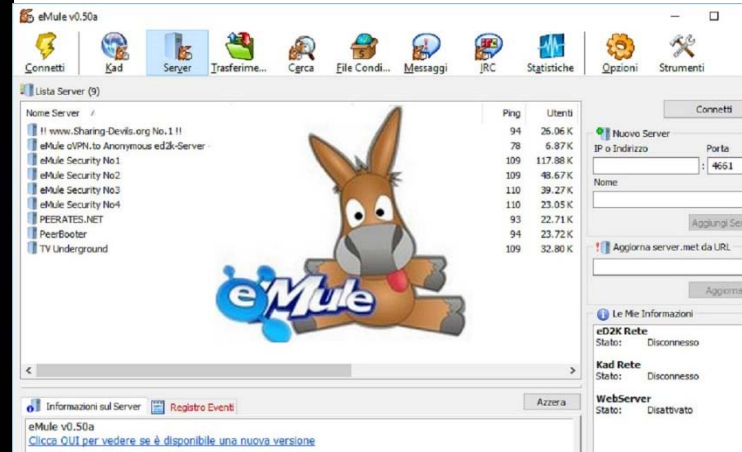 eMule v0.50a
Connetti Kad Server Trasferime... Cerca File Condi... Messaggi IRC Statistiche Opzioni Strumenti
Lista Server (9)
Nome Server / Ping Utenti
!! www.Sharing-Devils.org No.1 !! 94 26.06 K
eMule oVPN.to Anonymous ed2k-Server 78 6.87 K
eMule Security No1 109 117.88 K
eMule Security No2 109 48.67 K
eMule Security No3 110 39.27 K
eMule Security No4 110 23.05 K
PEERATES.NET 93 22.71 K
PeerBooter 94 23.72 K
TV Underground 109 32.80 K
e'Mule
Connetti
Nuovo Server
IP o Indirizzo Porta
: 4661
Nome
Aggiungi Se
! Aggiorna server.met da URL
Aggiorna
Le Mie Informazioni
eD2K Rete
Stato: Disconnesso
Kad Rete
Stato: Disconnesso
WebServer
Stato: Disattivato
Informazioni sul Server Registro Eventi Azzera
eMule v0.50a
Clicca QUI per vedere se è disponibile una nuova versione